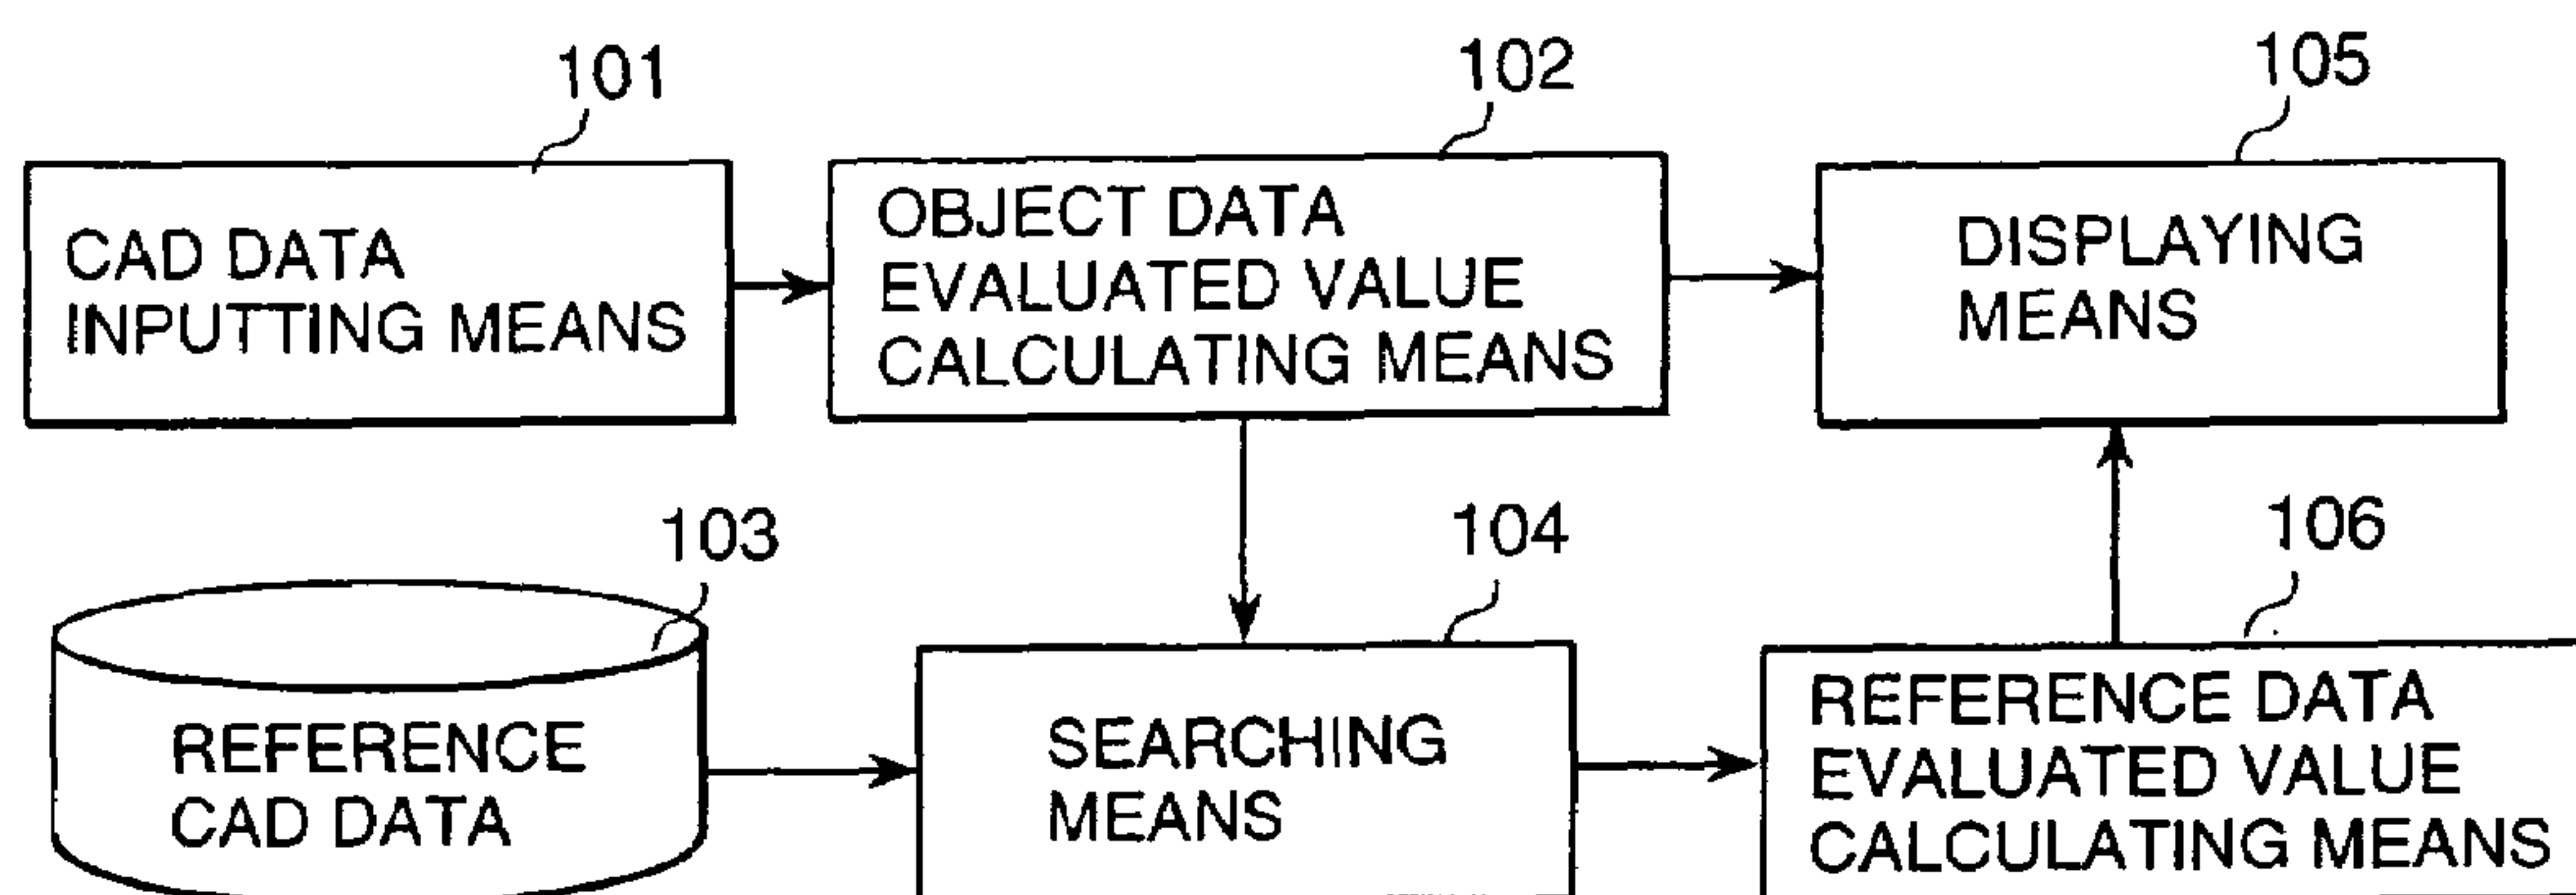 101
CAD DATA
INPUTTING MEANS
102
OBJECT DATA
EVALUATED VALUE
CALCULATING MEANS
105
DISPLAYING
MEANS
103
REFERENCE
CAD DATA
104
SEARCHING
MEANS
106
REFERENCE DATA
EVALUATED VALUE
CALCULATING MEANS